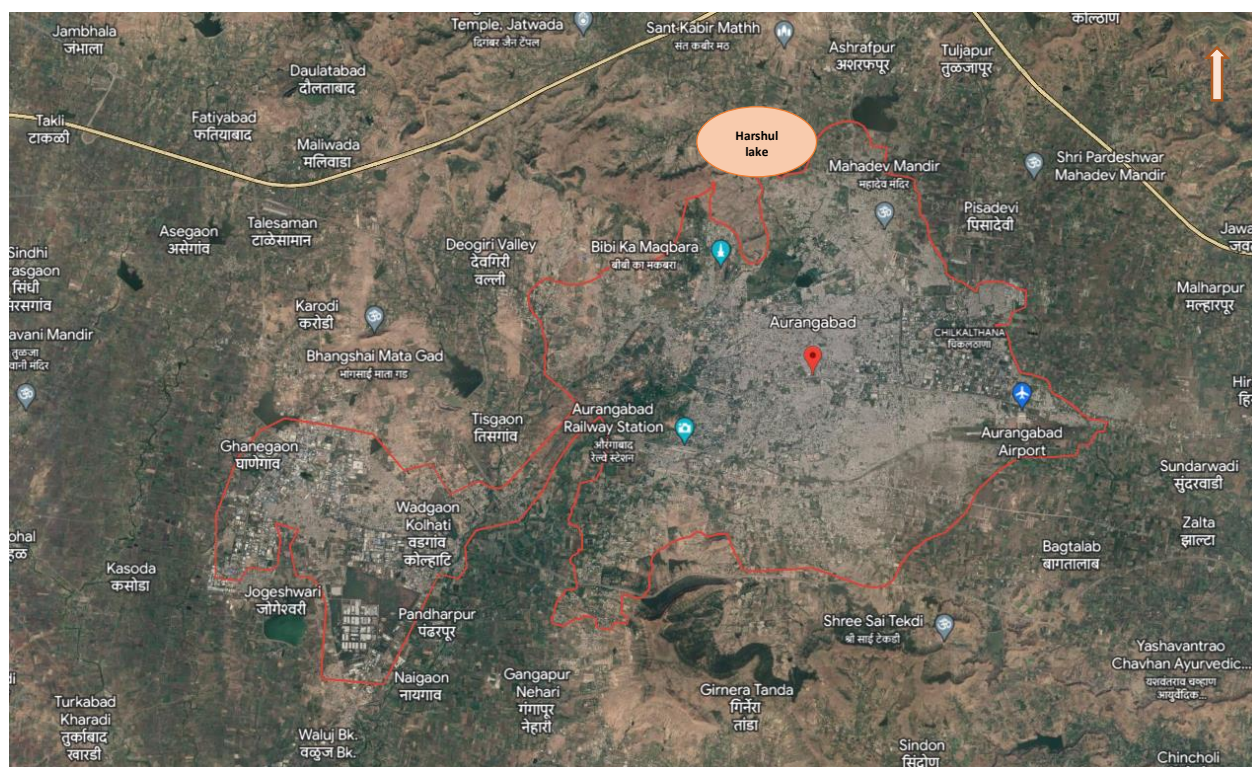 Jambhala
जंभाला
Temple, Jatwada
दिगंबर जैन टेंपल
Sant Kabir Mathh
संत कबीर मठ
कोल्ठाण
Ashrafpur
अशरफपूर
Tuljapur
तुळजापूर
Daulatabad
दौलताबाद
Takli
टाकळी
Fatiyabad
फतियाबाद
Maliwada
मलिवाडा
Harshul
lake
Mahadev Mandir
महादेव मंदिर
Shri Pardeshwar
Mahadev Mandir
Talesaman
टाळेसामान
Asegaon
असेगांव
Pisadevi
पिसादेवी
Deogiri Valley
देवगिरी
वल्ली
Bibi Ka Maqbara
बीबी का मकबरा
Sindhi
सिंधी
Malharpur
मल्हारपूर
Karodi
करोडी
Aurangabad
CHILKALTHANA
चिकलठाणा
Bhangshai Mata Gad
भांगसाई माता गड
Tisgaon
तिसगांव
Aurangabad
Railway Station
औरंगाबाद
रेल्वे स्टेशन
Aurangabad
Airport
Ghanegaon
घाणेगाव
Sundarwadi
सुंदरवाडी
Wadgaon
Kolhati
वडगांव
कोल्हाटि
Zalta
झाल्टा
Bagtalab
बागतालाब
Kasoda
कसोडा
Jogeshwari
जोगेश्वरी
Pandharpur
पंढरपूर
Shree Sai Tekdi
श्री साई टेकडी
Yashavantrao
Chavhan Ayurvedic...
यशवंतराव चव्हाण
आयुर्वेदिक...
Naigaon
नायगाव
Gangapur
Nehari
गंगापूर
नेहारी
Girnera Tanda
गिर्नेरा
तांडा
Turkabad
Kharadi
तुर्काबाद
खारडी
Waluj Bk.
वळुज Bk.
Sindon
सिंदोण
Chincholi